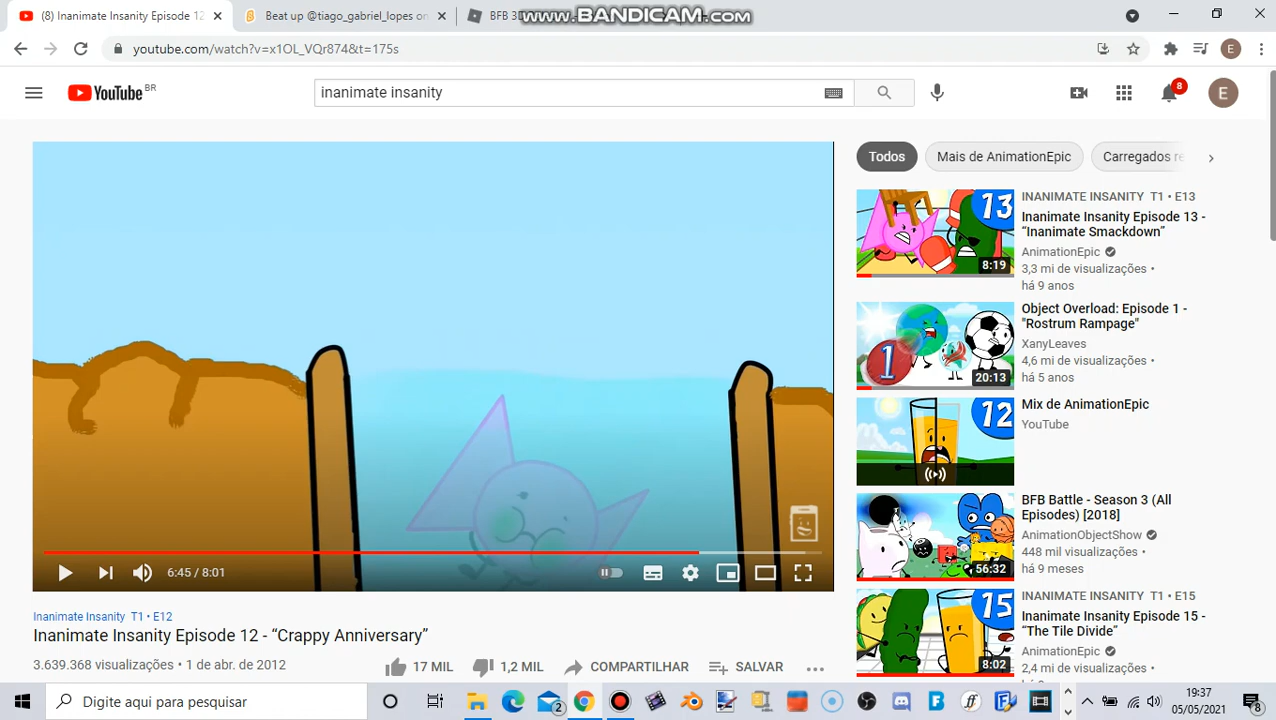 (8) Inanimate Insanity Episode 12
Beat up @tiago_gabriel_lopes on
BFB 3D
www.BANDICAM.com
youtube.com/watch?v=x1OL_VQr874&t=175s
E
YouTube BR
inanimate insanity
8
E
Todos
Mais de AnimationEpic
Carregados re
13
8:19
INANIMATE INSANITY T1 • E13
Inanimate Insanity Episode 13 -
“Inanimate Smackdown”
AnimationEpic
3,3 mi de visualizações •
há 9 anos
1
20:13
Object Overload: Episode 1 -
"Rostrum Rampage"
XanyLeaves
4,6 mi de visualizações •
há 5 anos
12
Mix de AnimationEpic
YouTube
56:32
BFB Battle - Season 3 (All
Episodes) [2018]
AnimationObjectShow
448 mil visualizações •
há 9 meses
15
8:02
INANIMATE INSANITY T1 • E15
Inanimate Insanity Episode 15 -
"The Tile Divide”
AnimationEpic
2,4 mi de visualizações •
6:45 / 8:01
Inanimate Insanity T1 • E12
Inanimate Insanity Episode 12 - “Crappy Anniversary”
3.639.368 visualizações • 1 de abr. de 2012
17 MIL
1,2 MIL
COMPARTILHAR
SALVAR
Digite aqui para pesquisar
2
19:37
05/05/2021
8